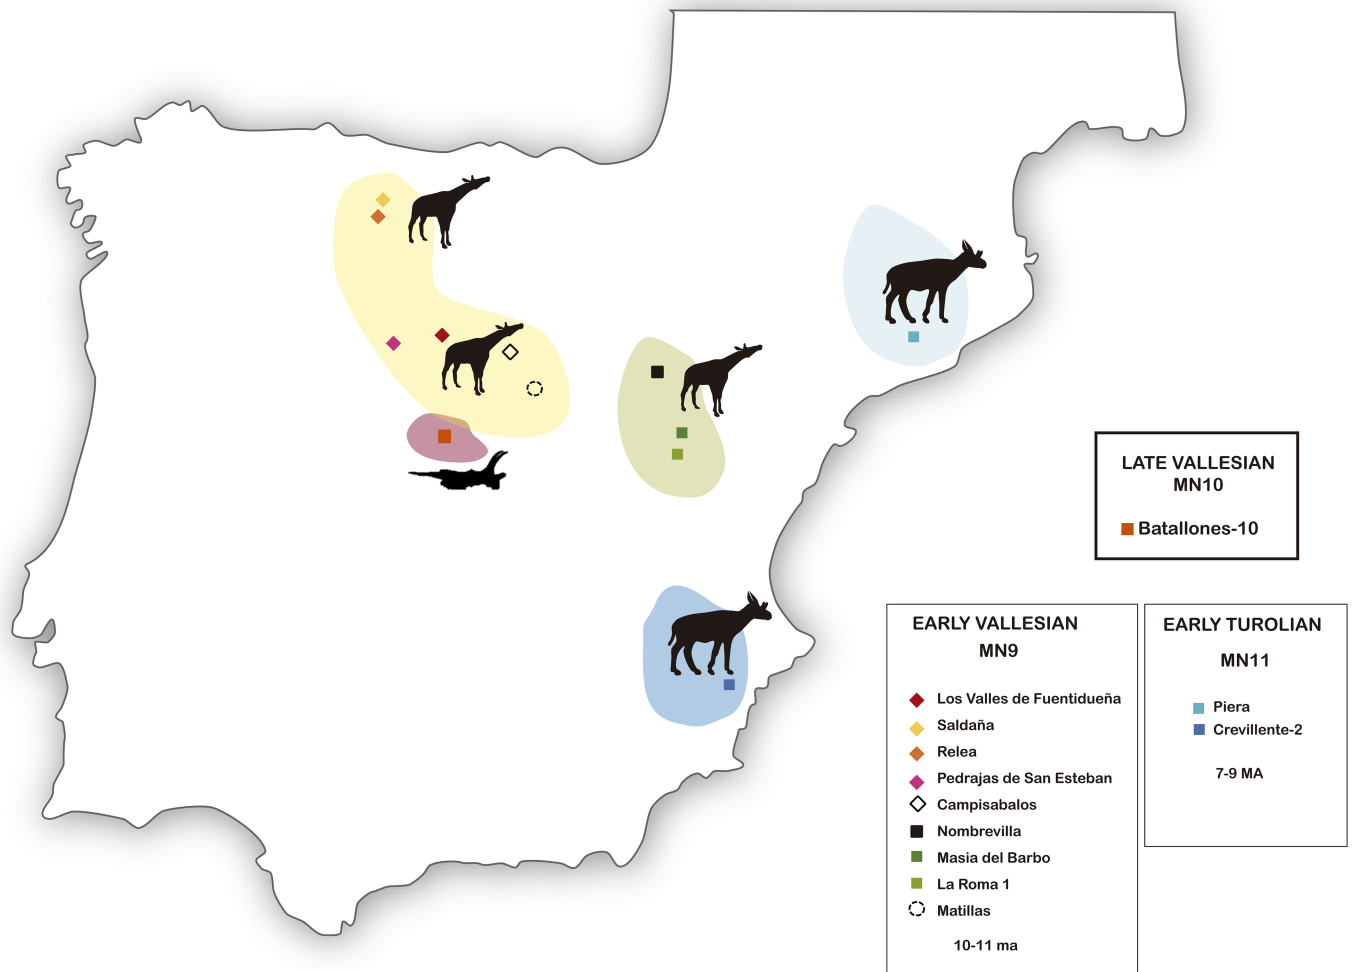 LATE VALLESIAN
MN10
Batallones-10
EARLY VALLESIAN
MN9
Los Valles de Fuentidueña
Saldaña
Relea
Pedrajas de San Esteban
Campisabalos
Nombrevilla
Masia del Barbo
La Roma 1
Matillas
10-11 ma
EARLY TUROLIAN
MN11
Piera
Crevillente-2
7-9 MA